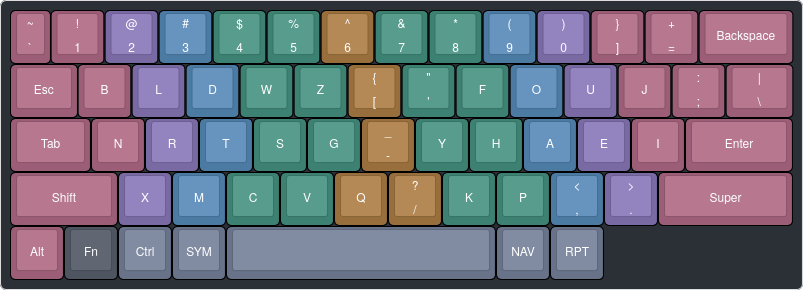 ~ ! @ # $ % ^ & * ( ) } +
` 1 2 3 4 5 6 7 8 9 0 ] = Backspace
{ " : |
Esc B L D W Z [ ' F O U J ; \
_
Tab N R T S G - Y H A E I Enter
? < >
Shift X M C V Q / K P , . Super
Alt Fn Ctrl SYM NAV RPT